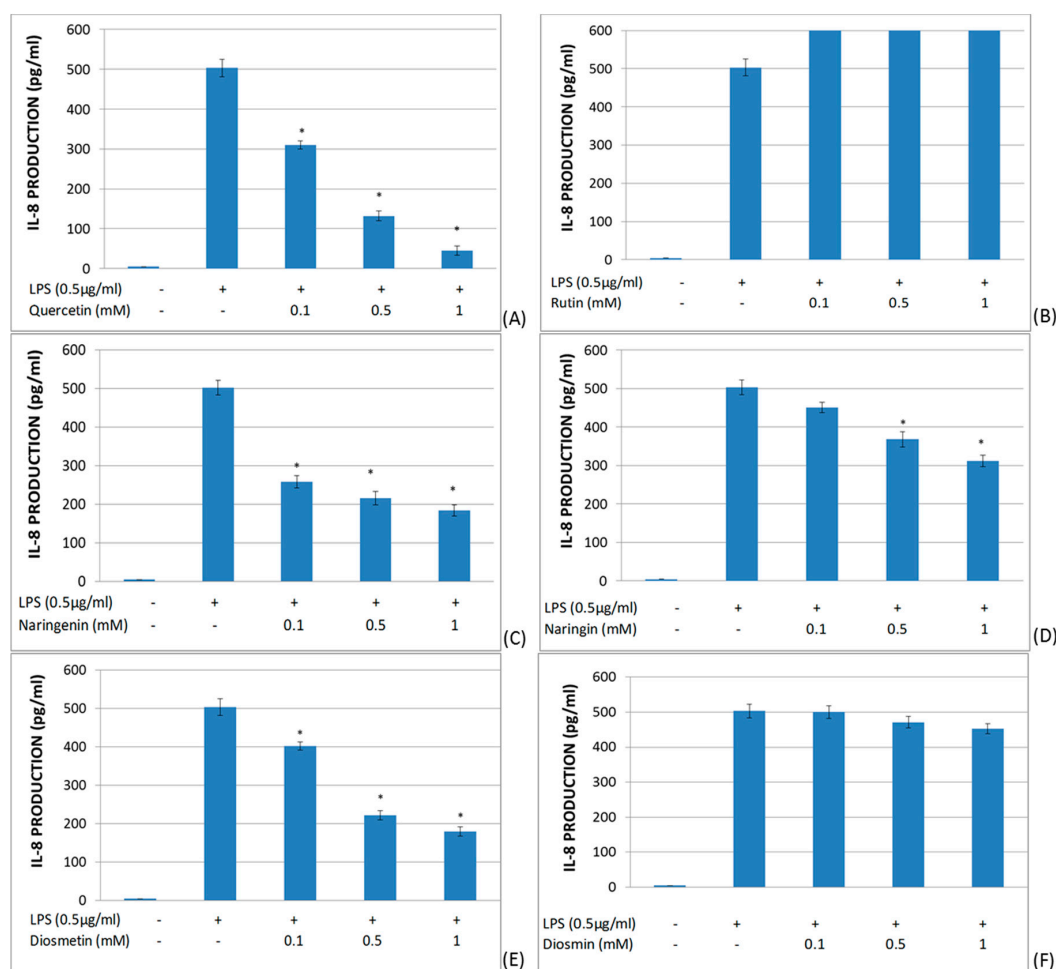 IL-8 PRODUCTION (pg/ml)
600
500
400
300
200
100
0
*
*
*
LPS (0.5µg/ml) - + + + +
Quercetin (mM) - - 0.1 0.5 1
(A)
IL-8 PRODUCTION (pg/ml)
600
500
400
300
200
100
0
LPS (0.5µg/ml) - + + + +
Rutin (mM) - - 0.1 0.5 1
(B)
IL-8 PRODUCTION (pg/ml)
600
500
400
300
200
100
0
*
*
*
LPS (0.5µg/ml) - + + + +
Naringenin (mM) - - 0.1 0.5 1
(C)
IL-8 PRODUCTION (pg/ml)
600
500
400
300
200
100
0
*
*
LPS (0.5µg/ml) - + + + +
Naringin (mM) - - 0.1 0.5 1
(D)
IL-8 PRODUCTION (pg/ml)
600
500
400
300
200
100
0
*
*
*
LPS (0.5µg/ml) - + + + +
Diosmetin (mM) - - 0.1 0.5 1
(E)
IL-8 PRODUCTION (pg/ml)
600
500
400
300
200
100
0
LPS (0.5µg/ml) - + + + +
Diosmin (mM) - - 0.1 0.5 1
(F)